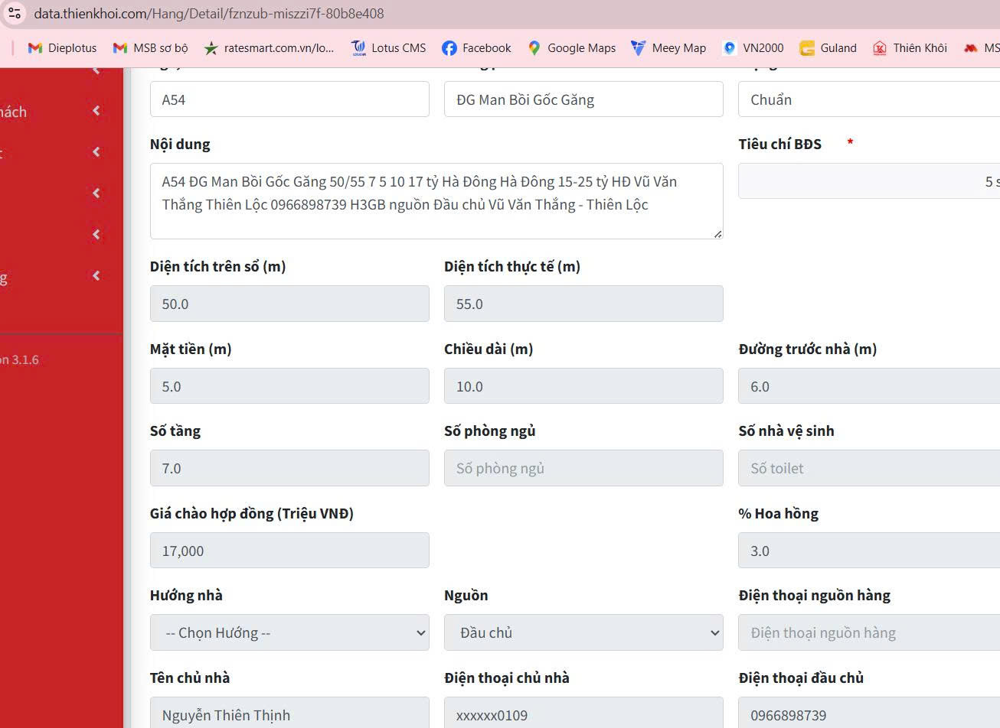 data.thienkhoi.com/Hang/Detail/fznzub-miszzi7f-80b8e408
Dieplotus MSB sơ bộ ratesmart.com.vn/lo... Lotus CMS Facebook Google Maps Meey Map VN2000 Guland Thiên Khôi MS
A54 ĐG Man Bồi Gốc Găng Chuẩn
hách
Nội dung Tiêu chí BĐS *
t
A54 ĐG Man Bồi Gốc Găng 50/55 7 5 10 17 tỷ Hà Đông Hà Đông 15-25 tỷ HĐ Vũ Văn
Thắng Thiên Lộc 0966898739 H3GB nguồn Đầu chủ Vũ Văn Thắng - Thiên Lộc
5 s
Diện tích trên sổ (m) Diện tích thực tế (m)
g
50.0 55.0
Mặt tiền (m) Chiều dài (m) Đường trước nhà (m)
on 3.1.6
5.0 10.0 6.0
Số tầng Số phòng ngủ Số nhà vệ sinh
7.0 Số phòng ngủ Số toilet
Giá chào hợp đồng (Triệu VNĐ) % Hoa hồng
17,000 3.0
Hướng nhà Nguồn Điện thoại nguồn hàng
-- Chọn Hướng -- Đầu chủ Điện thoại nguồn hàng
Tên chủ nhà Điện thoại chủ nhà Điện thoại đầu chủ
Nguyễn Thiên Thịnh xxxxxx0109 0966898739